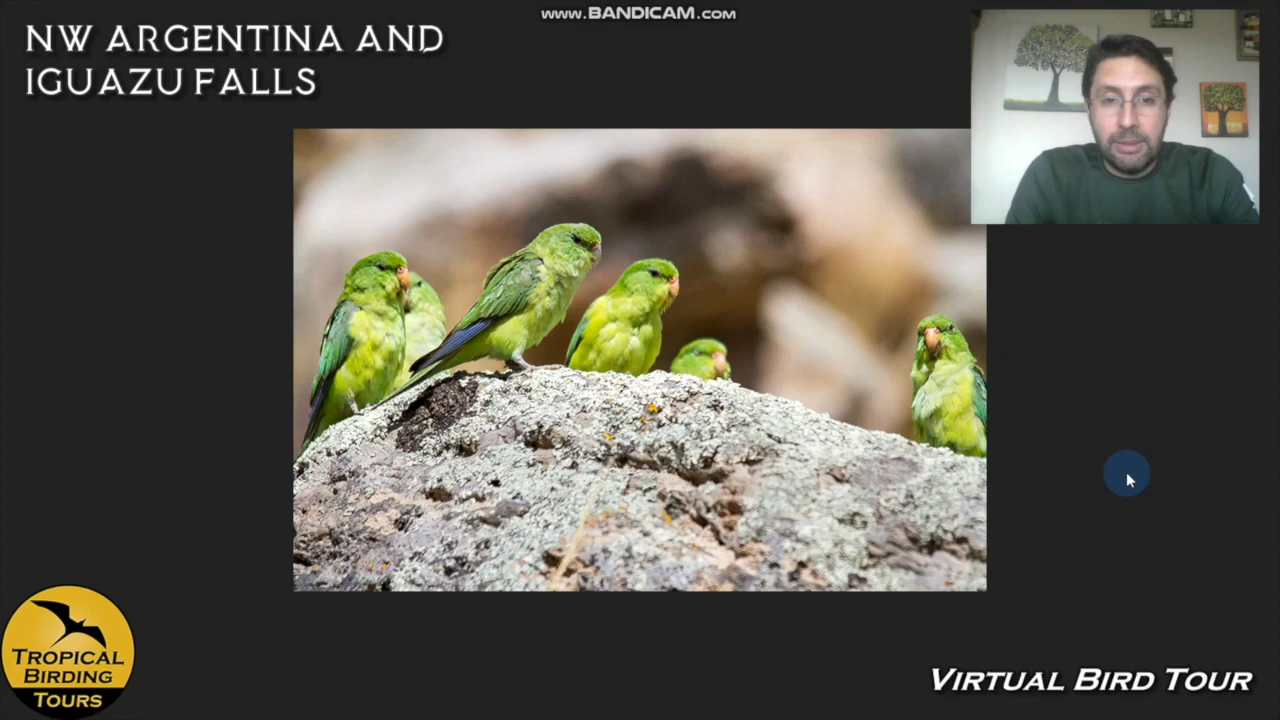 www.BANDICAM.com
NW ARGENTINA AND
IGUAZU FALLS
TROPICAL
BIRDING
TOURS
VIRTUAL BIRD TOUR